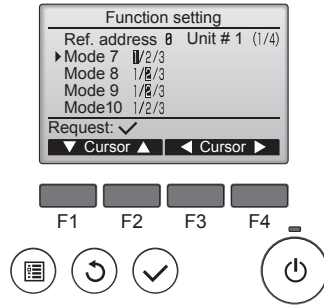 Function setting
Ref. address 0 Unit # 1 (1/4)
Mode 7 1/2/3
Mode 8 1/2/3
Mode 9 1/2/3
Mode10 1/2/3
Request: ✓
▼ Cursor ▲ ◀ Cursor ▶
F1 F2 F3 F4